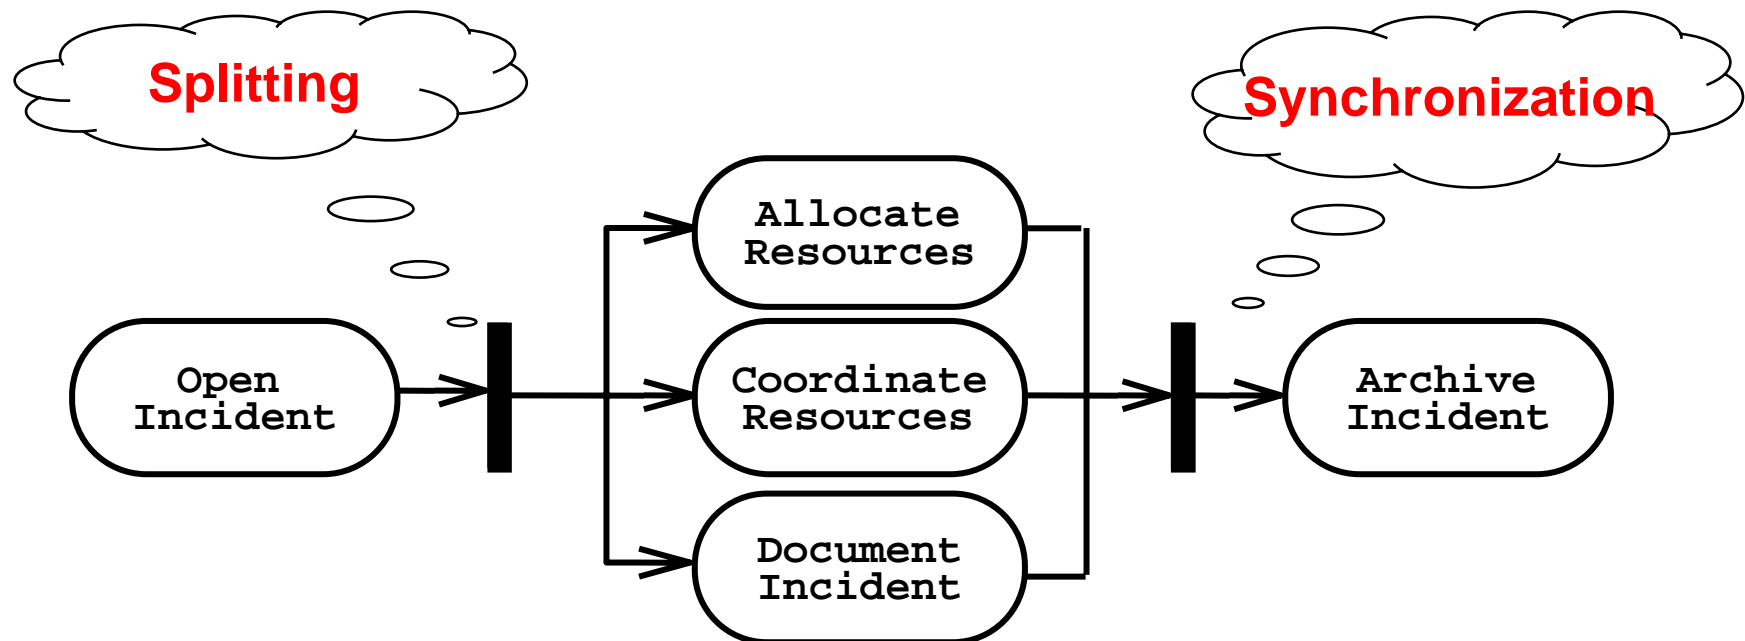 Splitting
Synchronization
Allocate
Resources
Open
Incident
Coordinate
Resources
Archive
Incident
Document
Incident